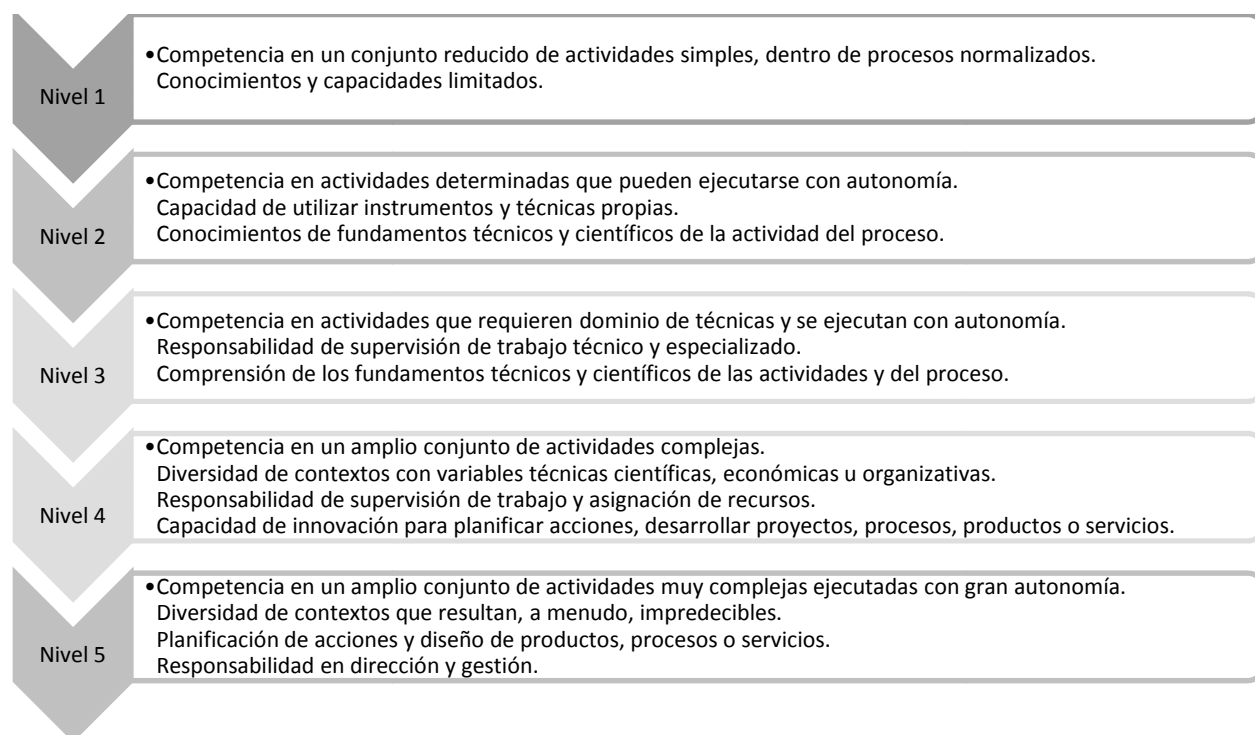 Nivel 1
•Competencia en un conjunto reducido de actividades simples, dentro de procesos normalizados.
Conocimientos y capacidades limitados.
Nivel 2
•Competencia en actividades determinadas que pueden ejecutarse con autonomía.
Capacidad de utilizar instrumentos y técnicas propias.
Conocimientos de fundamentos técnicos y científicos de la actividad del proceso.
Nivel 3
•Competencia en actividades que requieren dominio de técnicas y se ejecutan con autonomía.
Responsabilidad de supervisión de trabajo técnico y especializado.
Comprensión de los fundamentos técnicos y científicos de las actividades y del proceso.
Nivel 4
•Competencia en un amplio conjunto de actividades complejas.
Diversidad de contextos con variables técnicas científicas, económicas u organizativas.
Responsabilidad de supervisión de trabajo y asignación de recursos.
Capacidad de innovación para planificar acciones, desarrollar proyectos, procesos, productos o servicios.
Nivel 5
•Competencia en un amplio conjunto de actividades muy complejas ejecutadas con gran autonomía.
Diversidad de contextos que resultan, a menudo, impredecibles.
Planificación de acciones y diseño de productos, procesos o servicios.
Responsabilidad en dirección y gestión.